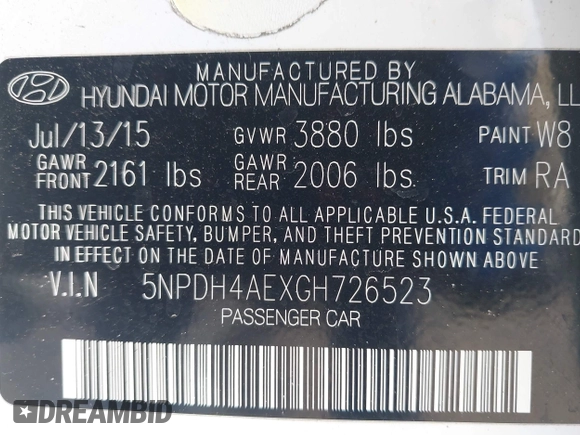 MANUFACTURED BY
HYUNDAI MOTOR MANUFACTURING ALABAMA,
Jul/13/15 GVWR 3880 lbs PAINT W8
GAWR FRONT 2161 lbs GAWR REAR 2006 lbs TRIM RA
THIS VEHICLE CONFORMS TO ALL APPLICABLE U.S.A. FEDERAL
MOTOR VEHICLE SAFETY, BUMPER, AND THEFT PREVENTION STANDARD
IN EFFECT ON THE DATE OF MANUFACTURE SHOWN ABOVE.
V.I.N 5NPDH4AEXGH726523
PASSENGER CAR
DREAMBID